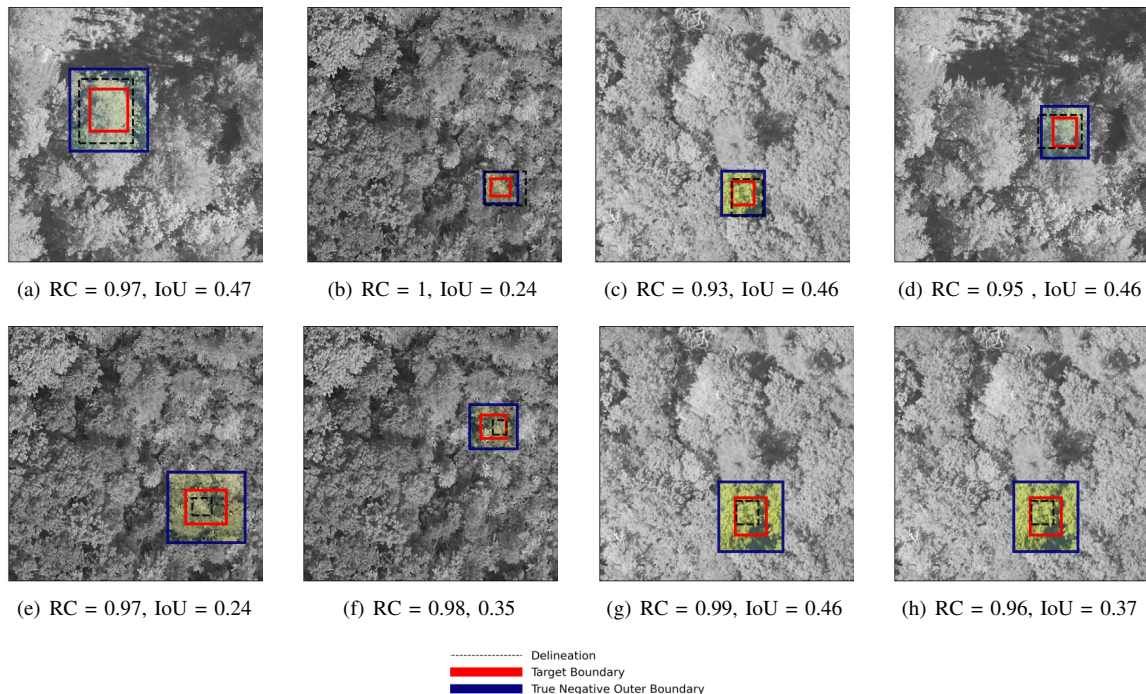 (a) RC = 0.97, IoU = 0.47
(b) RC = 1, IoU = 0.24
(c) RC = 0.93, IoU = 0.46
(d) RC = 0.95 , IoU = 0.46
(e) RC = 0.97, IoU = 0.24
(f) RC = 0.98, 0.35
(g) RC = 0.99, IoU = 0.46
(h) RC = 0.96, IoU = 0.37
Delineation
Target Boundary
True Negative Outer Boundary